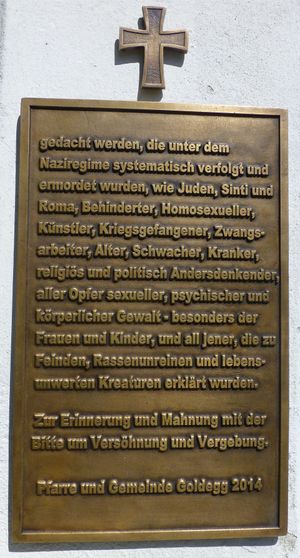 gedacht werden, die unter dem
Naziregime systematisch verfolgt und
ermordet wurden, wie Juden, Sinti und
Roma, Behinderter, Homosexueller,
Künstler, Kriegsgefangener, Zwangs-
arbeiter, Alter, Schwacher, Kranker,
religiös und politisch Andersdenkender,
aller Opfer sexueller, psychischer und
körperlicher Gewalt - besonders der
Frauen und Kinder, und all jener, die zu
Feinden, Rassenunreinen und lebens-
unwerten Kreaturen erklärt wurden.
Zur Erinnerung und Mahnung mit der
Bitte um Versöhnung und Vergebung.
Pfarre und Gemeinde Goldegg 2014